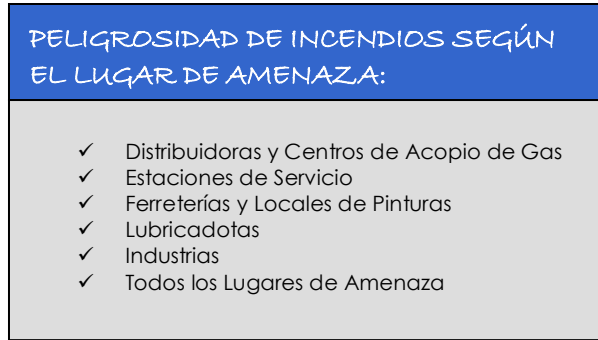 PELIGROSIDAD DE INCENDIOS SEGÚN
EL LUGAR DE AMENAZA:
✓ Distribuidoras y Centros de Acopio de Gas
✓ Estaciones de Servicio
✓ Ferreterías y Locales de Pinturas
✓ Lubricadotas
✓ Industrias
✓ Todos los Lugares de Amenaza